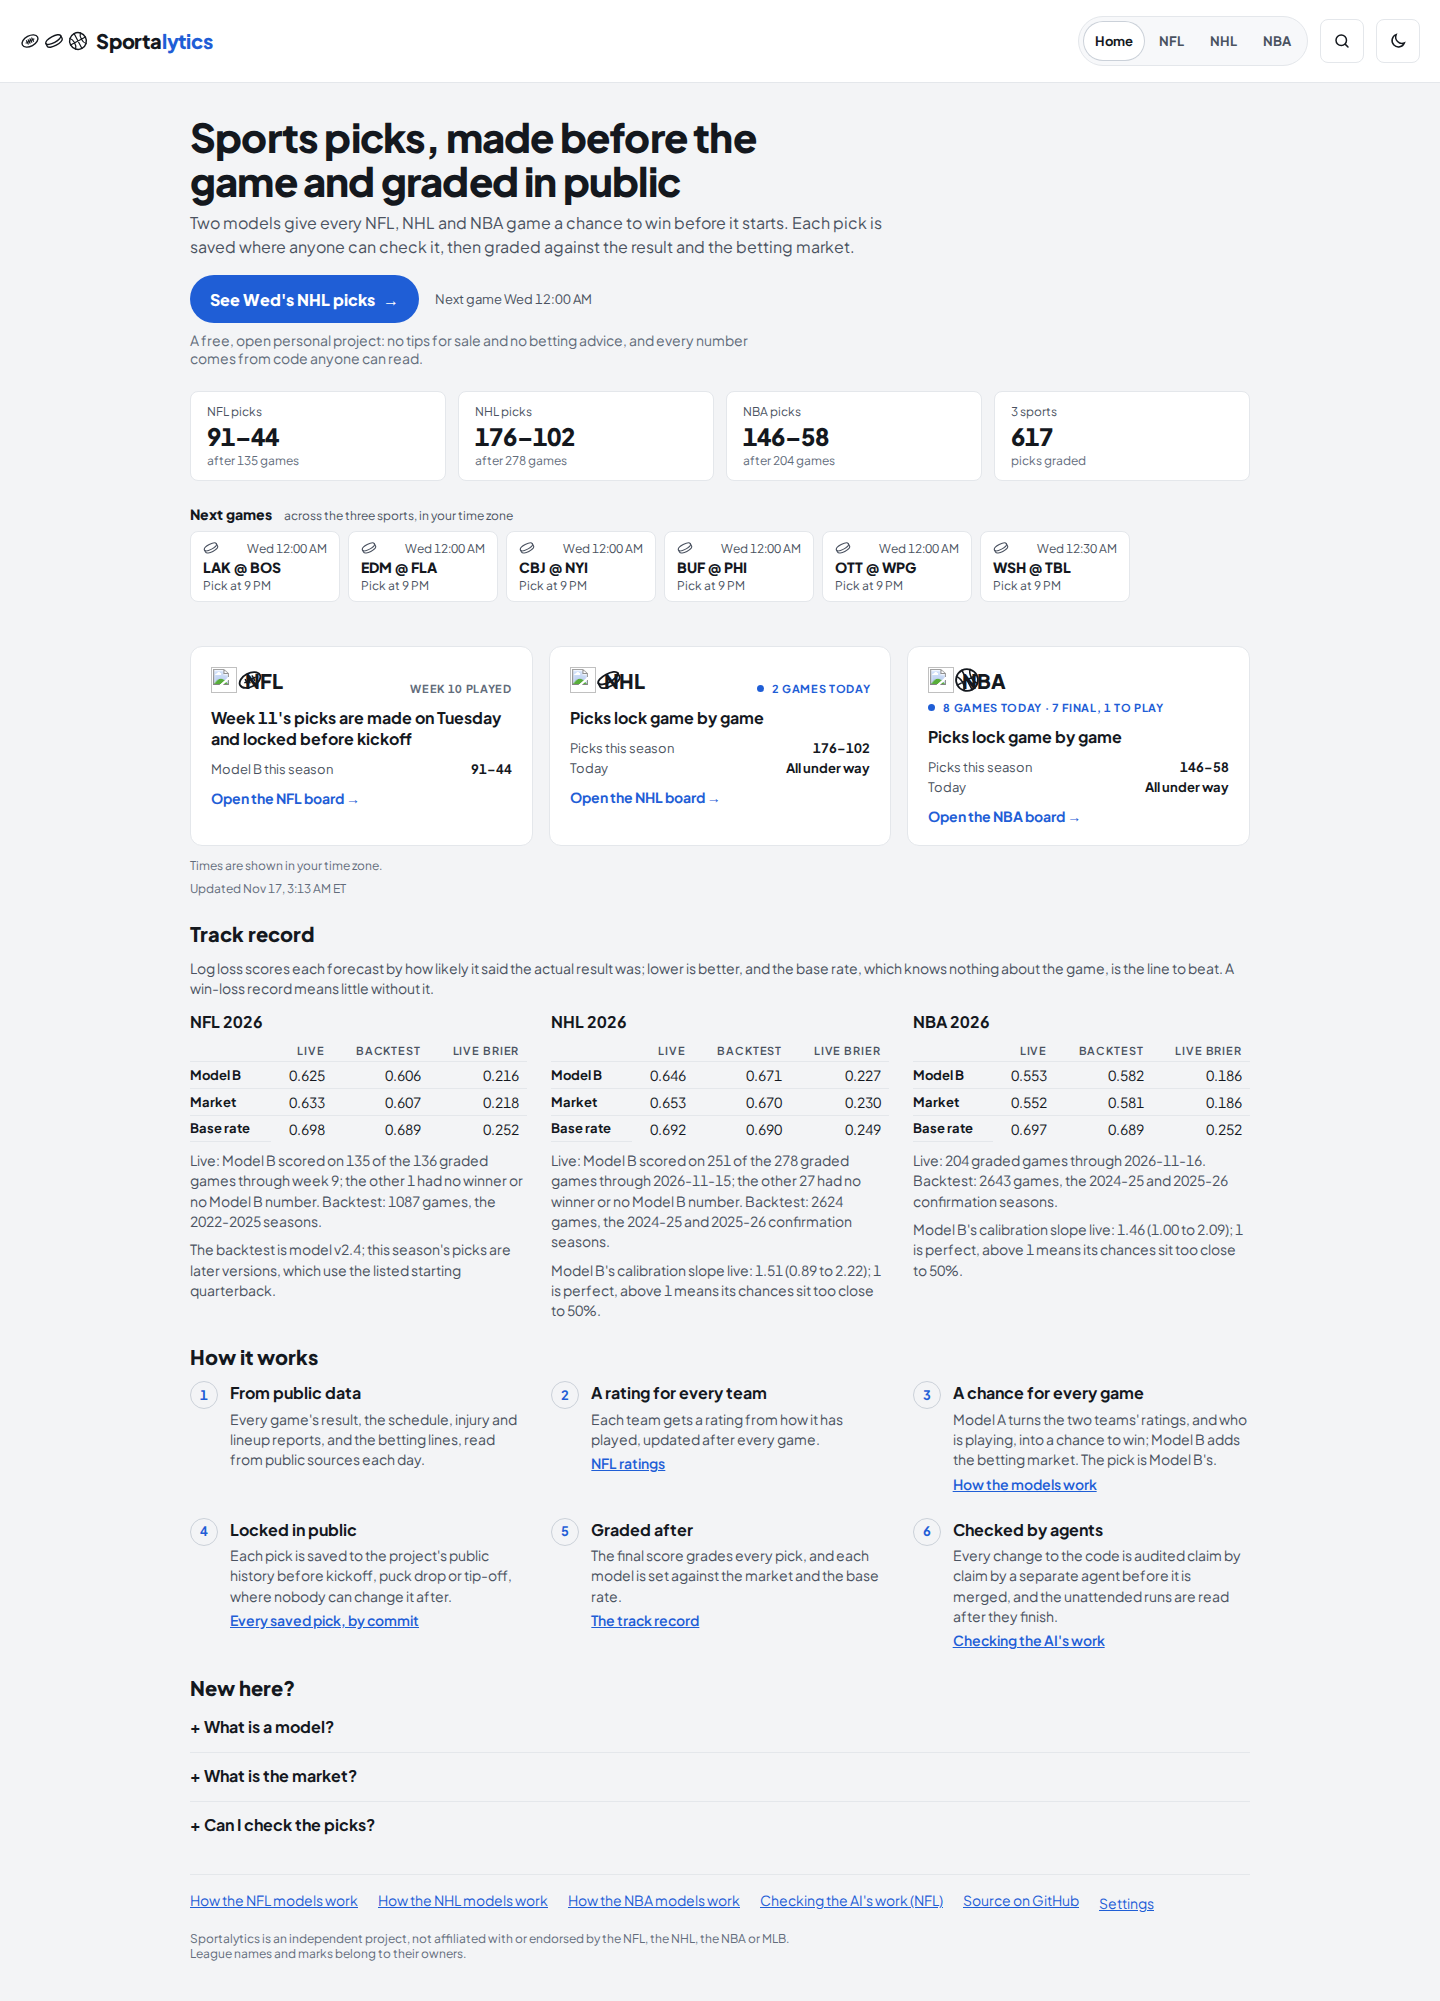 Sportalytics
Home NFL NHL NBA
Sports picks, made before the
game and graded in public
Two models give every NFL, NHL and NBA game a chance to win before it starts. Each pick is
saved where anyone can check it, then graded against the result and the betting market.
See Wed's NHL picks → Next game Wed 12:00 AM
A free, open personal project: no tips for sale and no betting advice, and every number
comes from code anyone can read.
NFL picks
91–44
after 135 games
NHL picks
176–102
after 278 games
NBA picks
146–58
after 204 games
3 sports
617
picks graded
Next games across the three sports, in your time zone
Wed 12:00 AM
LAK @ BOS
Pick at 9 PM
Wed 12:00 AM
EDM @ FLA
Pick at 9 PM
Wed 12:00 AM
CBJ @ NYI
Pick at 9 PM
Wed 12:00 AM
BUF @ PHI
Pick at 9 PM
Wed 12:00 AM
OTT @ WPG
Pick at 9 PM
Wed 12:30 AM
WSH @ TBL
Pick at 9 PM
NFL WEEK 10 PLAYED
Week 11's picks are made on Tuesday
and locked before kickoff
Model B this season 91–44
Open the NFL board →
NHL 2 GAMES TODAY
Picks lock game by game
Picks this season 176–102
Today All under way
Open the NHL board →
NBA
8 GAMES TODAY · 7 FINAL, 1 TO PLAY
Picks lock game by game
Picks this season 146–58
Today All under way
Open the NBA board →
Times are shown in your time zone.
Updated Nov 17, 3:13 AM ET
Track record
Log loss scores each forecast by how likely it said the actual result was; lower is better, and the base rate, which knows nothing about the game, is the line to beat. A
win-loss record means little without it.
NFL 2026
LIVE BACKTEST LIVE BRIER
Model B 0.625 0.606 0.216
Market 0.633 0.607 0.218
Base rate 0.698 0.689 0.252
Live: Model B scored on 135 of the 136 graded
games through week 9; the other 1 had no winner or
no Model B number. Backtest: 1087 games, the
2022-2025 seasons.
The backtest is model v2.4; this season's picks are
later versions, which use the listed starting
quarterback.
NHL 2026
LIVE BACKTEST LIVE BRIER
Model B 0.646 0.671 0.227
Market 0.653 0.670 0.230
Base rate 0.692 0.690 0.249
Live: Model B scored on 251 of the 278 graded
games through 2026-11-15; the other 27 had no
winner or no Model B number. Backtest: 2624
games, the 2024-25 and 2025-26 confirmation
seasons.
Model B's calibration slope live: 1.51 (0.89 to 2.22); 1
is perfect, above 1 means its chances sit too close
to 50%.
NBA 2026
LIVE BACKTEST LIVE BRIER
Model B 0.553 0.582 0.186
Market 0.552 0.581 0.186
Base rate 0.697 0.689 0.252
Live: 204 graded games through 2026-11-16.
Backtest: 2643 games, the 2024-25 and 2025-26
confirmation seasons.
Model B's calibration slope live: 1.46 (1.00 to 2.09); 1
is perfect, above 1 means its chances sit too close
to 50%.
How it works
1 From public data
Every game's result, the schedule, injury and
lineup reports, and the betting lines, read
from public sources each day.
2 A rating for every team
Each team gets a rating from how it has
played, updated after every game.
NFL ratings
3 A chance for every game
Model A turns the two teams' ratings, and who
is playing, into a chance to win; Model B adds
the betting market. The pick is Model B's.
How the models work
4 Locked in public
Each pick is saved to the project's public
history before kickoff, puck drop or tip-off,
where nobody can change it after.
Every saved pick, by commit
5 Graded after
The final score grades every pick, and each
model is set against the market and the base
rate.
The track record
6 Checked by agents
Every change to the code is audited claim by
claim by a separate agent before it is
merged, and the unattended runs are read
after they finish.
Checking the AI's work
New here?
+ What is a model?
+ What is the market?
+ Can I check the picks?
How the NFL models work How the NHL models work How the NBA models work Checking the AI's work (NFL) Source on GitHub Settings
Sportalytics is an independent project, not affiliated with or endorsed by the NFL, the NHL, the NBA or MLB.
League names and marks belong to their owners.